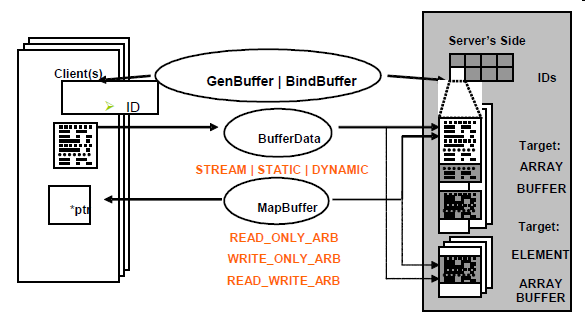 Client(s)
ID
*ptr
GenBuffer | BindBuffer
BufferData
STREAM | STATIC | DYNAMIC
MapBuffer
READ_ONLY_ARB
WRITE_ONLY_ARB
READ_WRITE_ARB
Server's Side
IDs
Target:
ARRAY
BUFFER
Target:
ELEMENT
ARRAY
BUFFER